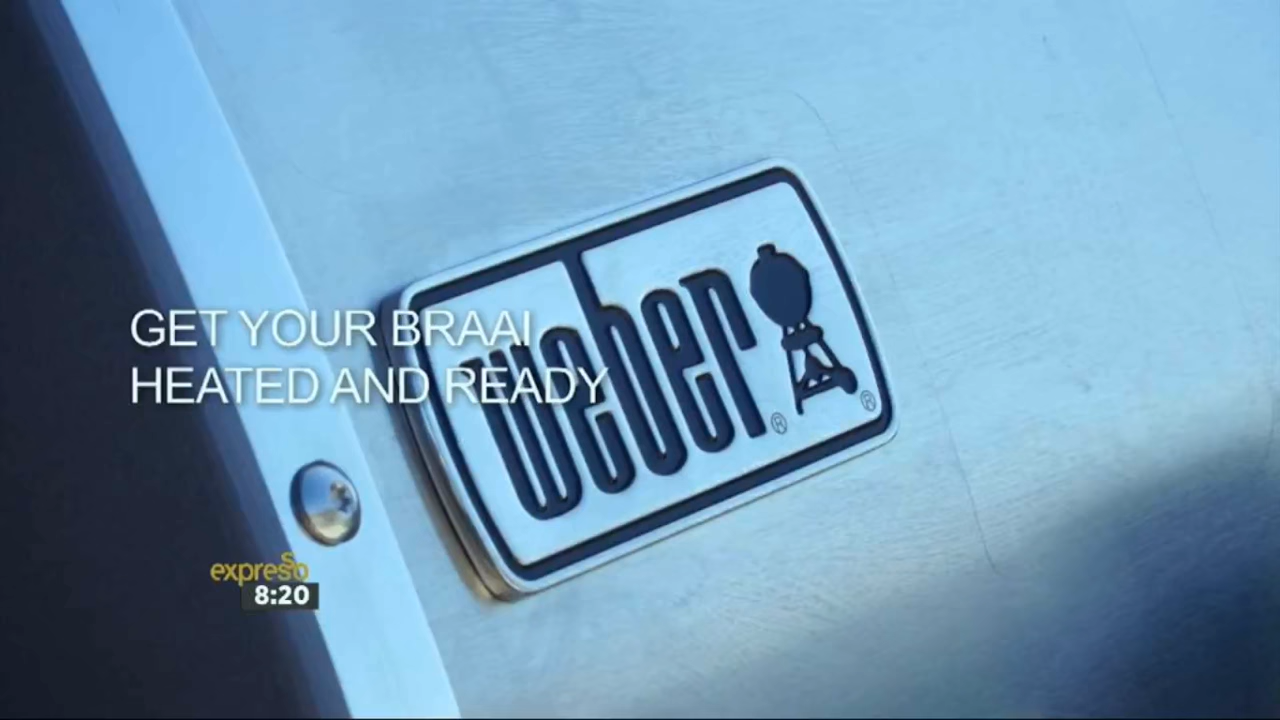 GET YOUR BRAAI
HEATED AND READY
weber
®
®
expresso
8:20